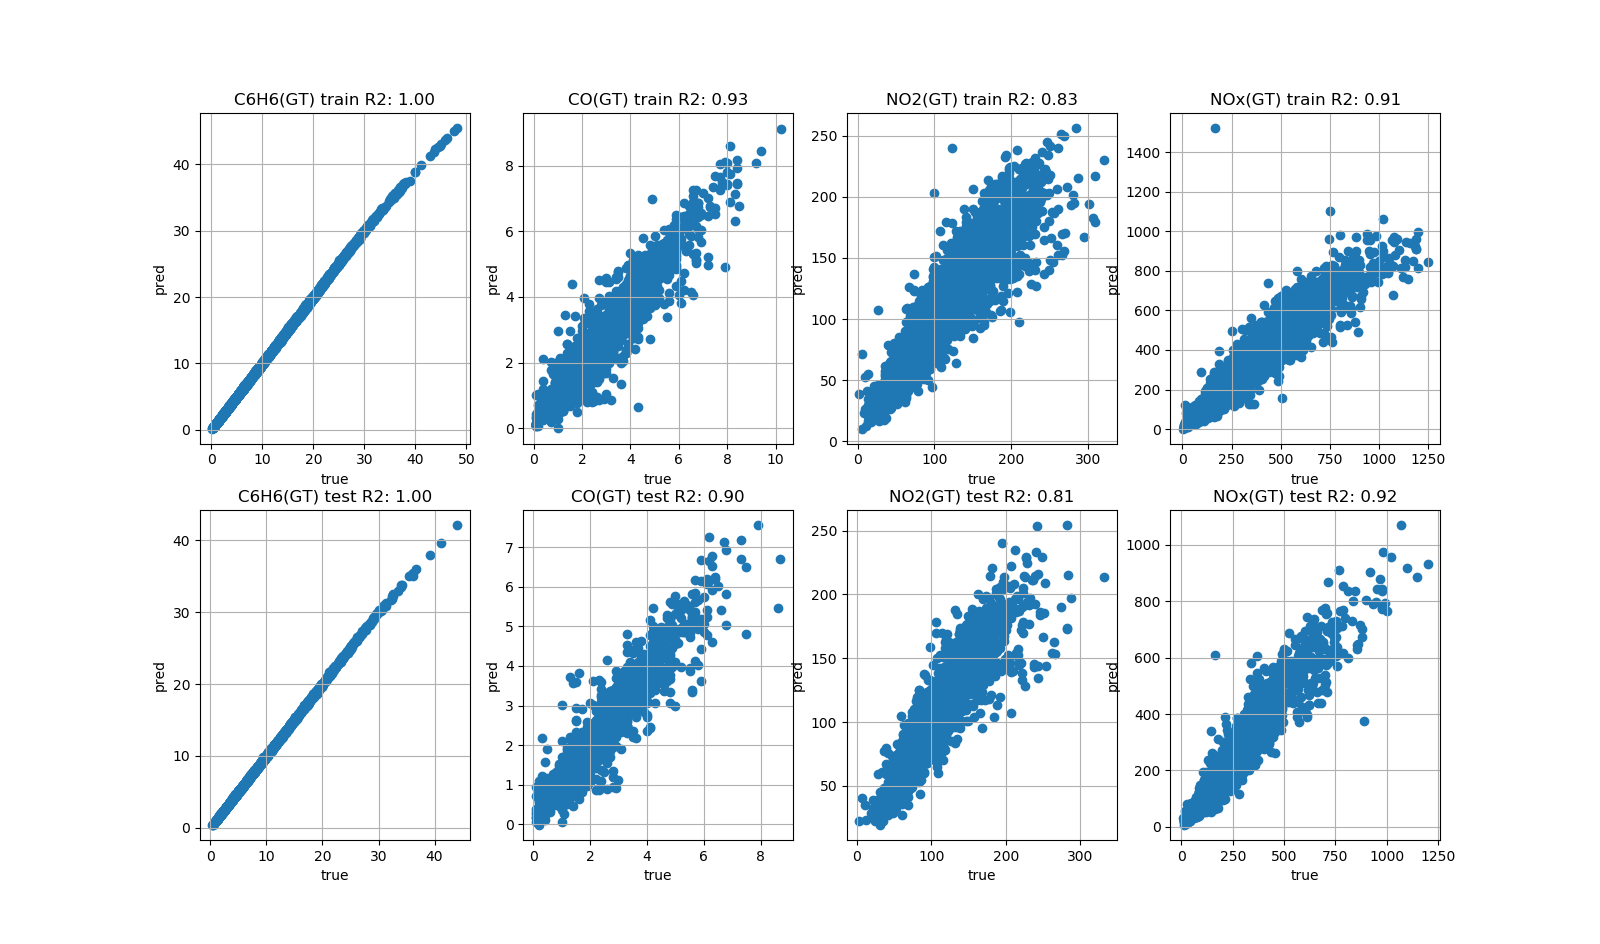 C6H6(GT) train R2: 1.00
pred
40
30
20
10
0
0 10 20 30 40 50
true
CO(GT) train R2: 0.93
pred
8
6
4
2
0
0 2 4 6 8 10
true
NO2(GT) train R2: 0.83
pred
250
200
150
100
50
0
0 100 200 300
true
NOx(GT) train R2: 0.91
pred
1400
1200
1000
800
600
400
200
0
0 250 500 750 1000 1250
true
C6H6(GT) test R2: 1.00
pred
40
30
20
10
0
0 10 20 30 40
true
CO(GT) test R2: 0.90
pred
7
6
5
4
3
2
1
0
0 2 4 6 8
true
NO2(GT) test R2: 0.81
pred
250
200
150
100
50
0 100 200 300
true
NOx(GT) test R2: 0.92
pred
1000
800
600
400
200
0
0 250 500 750 1000 1250
true